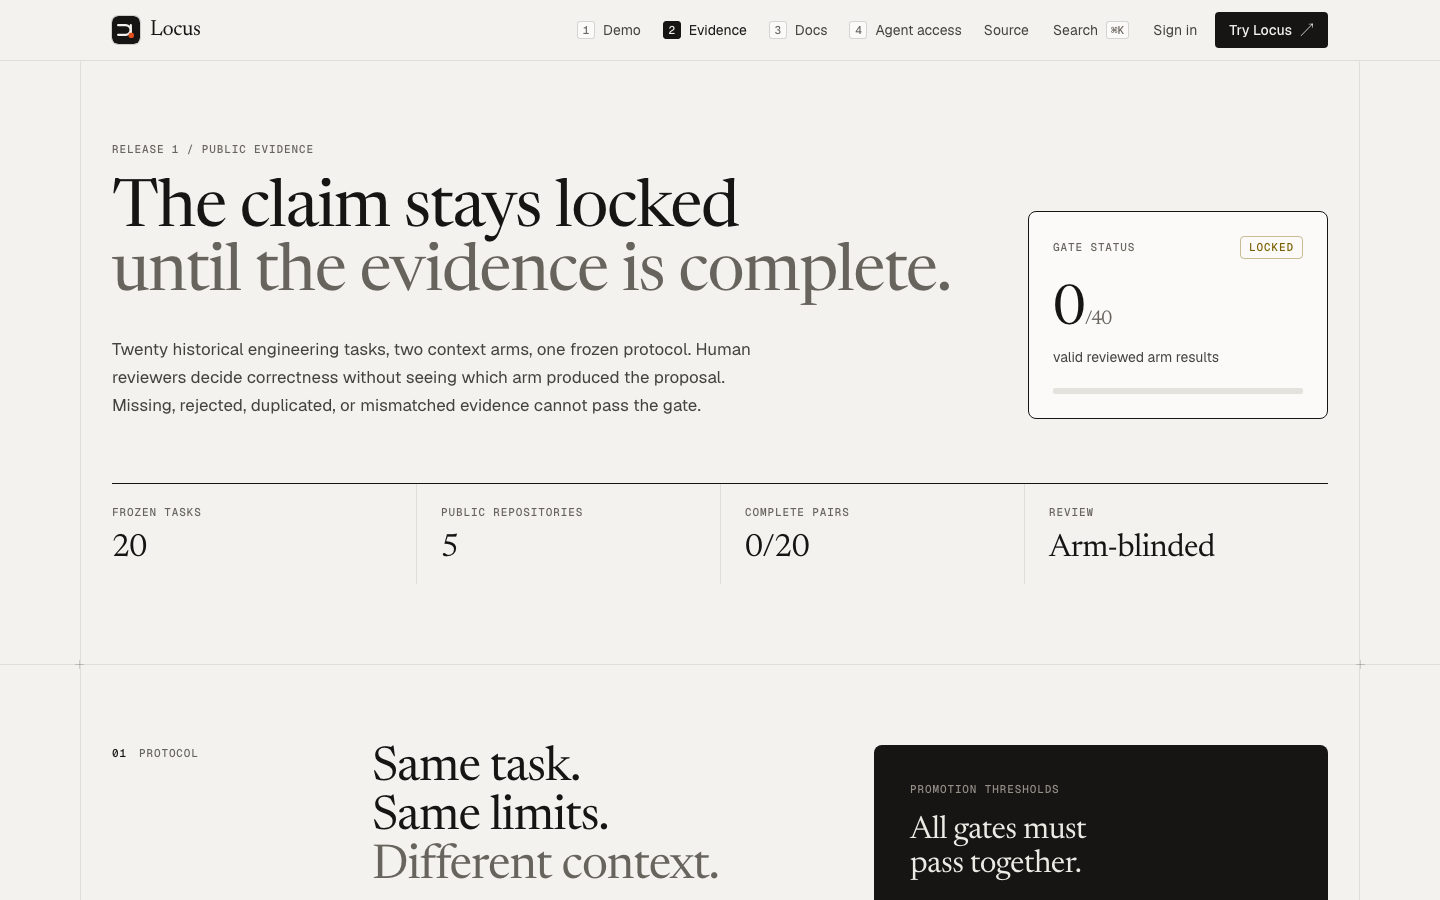 Locus
1 Demo
2 Evidence
3 Docs
4 Agent access
Source
Search ⌘K
Sign in
Try Locus ↗
RELEASE 1 / PUBLIC EVIDENCE
The claim stays locked
until the evidence is complete.
Twenty historical engineering tasks, two context arms, one frozen protocol. Human
reviewers decide correctness without seeing which arm produced the proposal.
Missing, rejected, duplicated, or mismatched evidence cannot pass the gate.
GATE STATUS
LOCKED
0/40
valid reviewed arm results
FROZEN TASKS
20
PUBLIC REPOSITORIES
5
COMPLETE PAIRS
0/20
REVIEW
Arm-blinded
01 PROTOCOL
Same task.
Same limits.
Different context.
PROMOTION THRESHOLDS
All gates must
pass together.